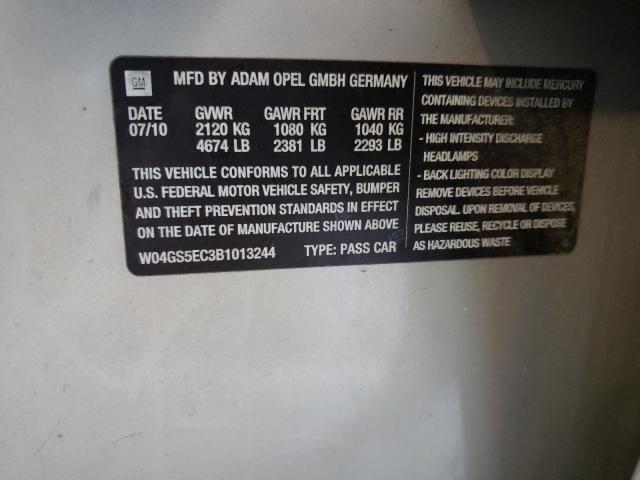 GM
MFD BY ADAM OPEL GMBH GERMANY
DATE GVWR GAWR FRT GAWR RR
07/10 2120 KG 1080 KG 1040 KG
4674 LB 2381 LB 2293 LB
THIS VEHICLE CONFORMS TO ALL APPLICABLE
U.S. FEDERAL MOTOR VEHICLE SAFETY, BUMPER
AND THEFT PREVENTION STANDARDS IN EFFECT
ON THE DATE OF MANUFACTURE SHOWN ABOVE
W04GS5EC3B1013244 TYPE: PASS CAR
THIS VEHICLE MAY INCLUDE MERCURY
CONTAINING DEVICES INSTALLED BY
THE MANUFACTURER:
- HIGH INTENSITY DISCHARGE
HEADLAMPS
- BACK LIGHTING COLOR DISPLAY
REMOVE DEVICES BEFORE VEHICLE
DISPOSAL. UPON REMOVAL OF DEVICES,
PLEASE REUSE, RECYCLE OR DISPOSE
AS HAZARDOUS WASTE